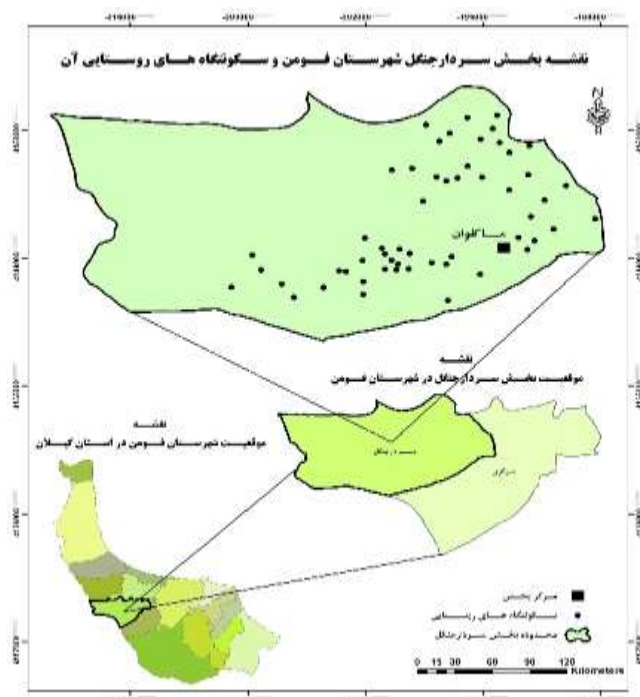 نقشه بخش سردارجنگل شهرستان فومن و سکونتگاه های روستایی آن
ماکلوان
نقشه
موقعیت بخش سردارجنگل در شهرستان فومن
نقشه
موقعیت شهرستان فومن در استان گیلان
سردارجنگل
مرکزی
مرکز بخش
سکونتگاه های روستایی
محدوده بخش سردارجنگل
0 15 30 60 90 120
Kilometers